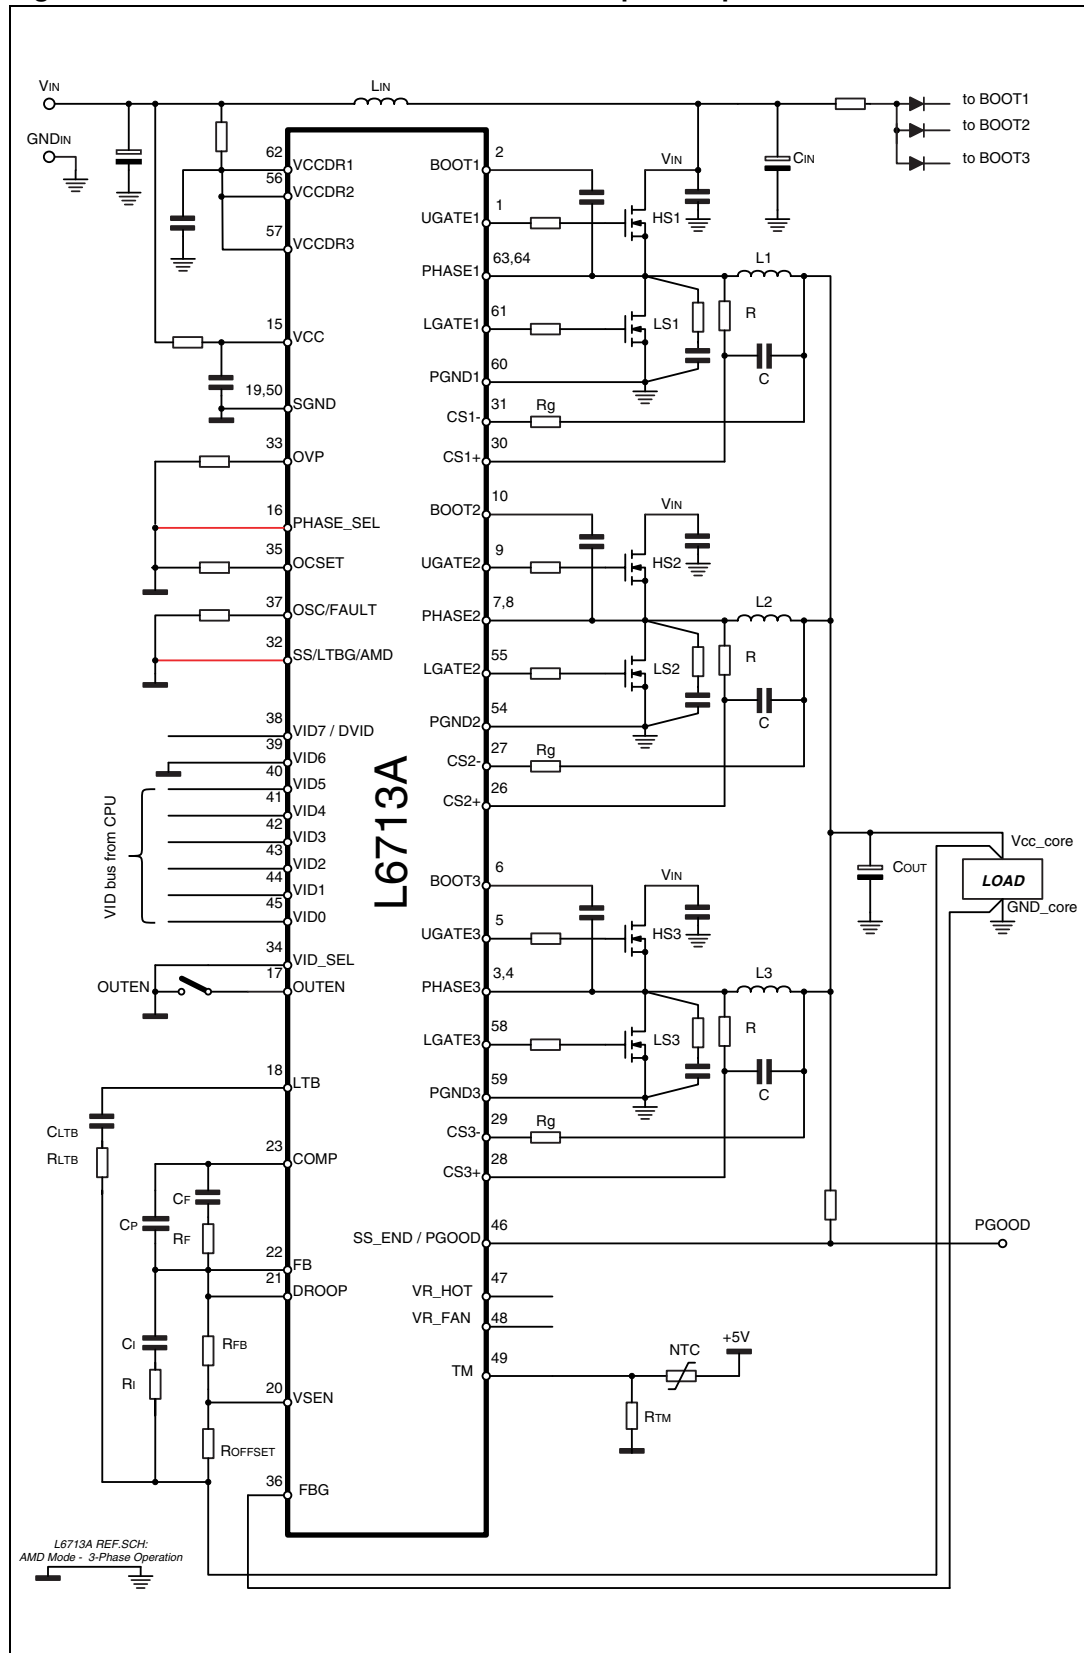 VIN
LIN
to BOOT1
to BOOT2
to BOOT3
GNDIN
CIN
62
VCCDR1
56
VCCDR2
57
VCCDR3
15
VCC
19,50
SGND
33
OVP
16
PHASE_SEL
35
OCSET
37
OSC/FAULT
32
SS/LTBG/AMD
38
VID7 / DVID
39
VID6
40
VID5
41
VID4
42
VID3
43
VID2
44
VID1
45
VID0
VID bus from CPU
34
VID_SEL
17
OUTEN
OUTEN
18
LTB
CLTB
RLTB
23
COMP
CF
CP
RF
22
FB
21
DROOP
CI
RFB
RI
20
VSEN
ROFFSET
36
FBG
L6713A
2
BOOT1
VIN
1
UGATE1
HS1
63,64
PHASE1
L1
61
LGATE1
LS1
R
60
PGND1
C
31
CS1-
Rg
30
CS1+
10
BOOT2
VIN
9
UGATE2
HS2
7,8
PHASE2
L2
55
LGATE2
LS2
R
54
PGND2
C
27
CS2-
Rg
26
CS2+
6
BOOT3
VIN
5
UGATE3
HS3
3,4
PHASE3
L3
58
LGATE3
LS3
R
59
PGND3
C
29
CS3-
Rg
28
CS3+
COUT
Vcc_core
LOAD
GND_core
46
SS_END / PGOOD
PGOOD
47
VR_HOT
48
VR_FAN
49
TM
NTC
+5V
RTM
L6713A REF.SCH:
AMD Mode - 3-Phase Operation